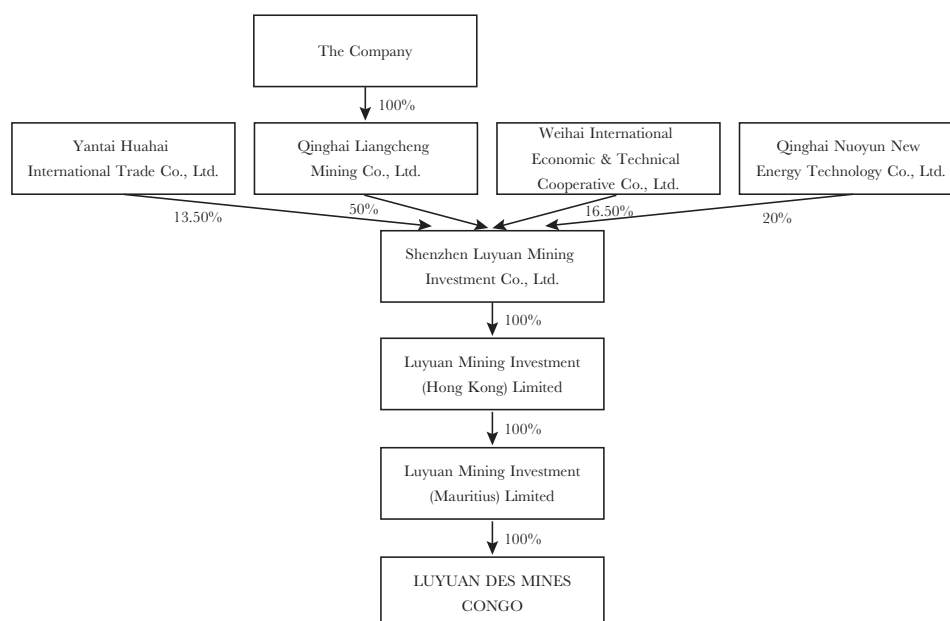 The Company
100%
Yantai Huahai
International Trade Co., Ltd.
Qinghai Liangcheng
Mining Co., Ltd.
Weihai International
Economic & Technical
Cooperative Co., Ltd.
Qinghai Nuoyun New
Energy Technology Co., Ltd.
13.50%
50%
16.50%
20%
Shenzhen Luyuan Mining
Investment Co., Ltd.
100%
Luyuan Mining Investment
(Hong Kong) Limited
100%
Luyuan Mining Investment
(Mauritius) Limited
100%
LUYUAN DES MINES
CONGO